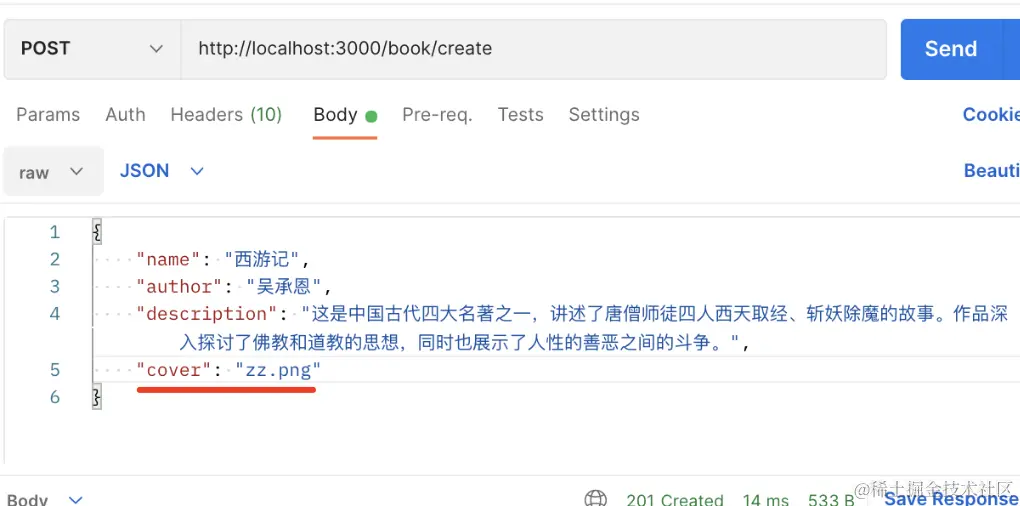 POST http://localhost:3000/book/create Send
Params Auth Headers (10) Body Pre-req. Tests Settings Cookie
raw JSON Beauti
1 {
2 "name": "西游记",
3 "author": "吴承恩",
4 "description": "这是中国古代四大名著之一，讲述了唐僧师徒四人西天取经、斩妖除魔的故事。作品深
入探讨了佛教和道教的思想，同时也展示了人性的善恶之间的斗争。",
5 "cover": "zz.png"
6 }
Body 201 Created 14 ms 533 B Save Response
@稀土掘金技术社区